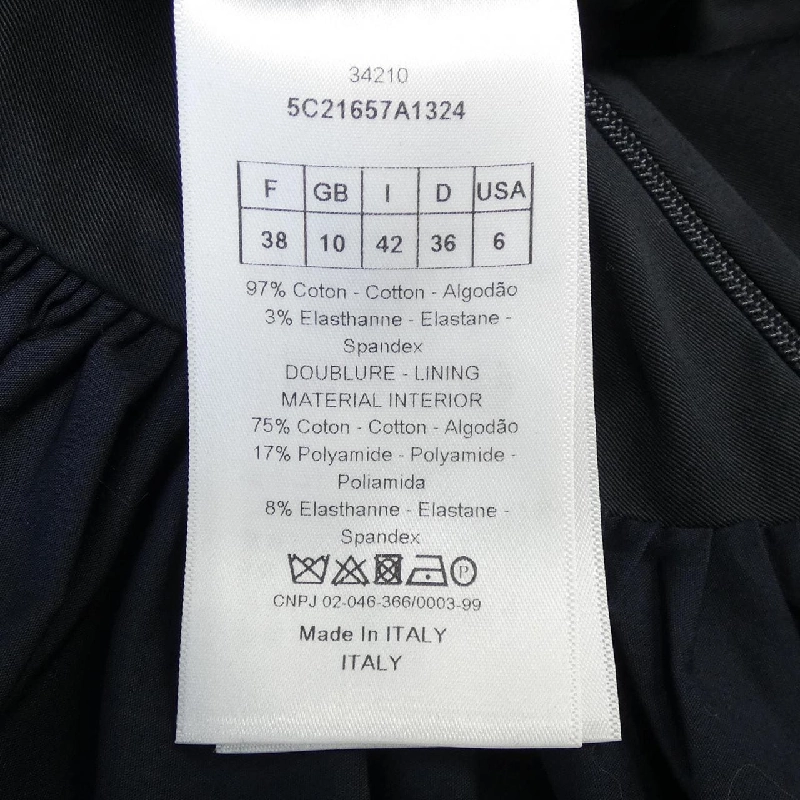 34210
5C21657A1324
F GB I D USA
38 10 42 36 6
97% Coton - Cotton - Algodão
3% Elasthanne - Elastane -
Spandex
DOUBLURE - LINING
MATERIAL INTERIOR
75% Coton - Cotton - Algodão
17% Polyamide - Polyamide -
Poliamida
8% Elasthanne - Elastane -
Spandex
P
CNPJ 02-046-366/0003-99
Made In ITALY
ITALY